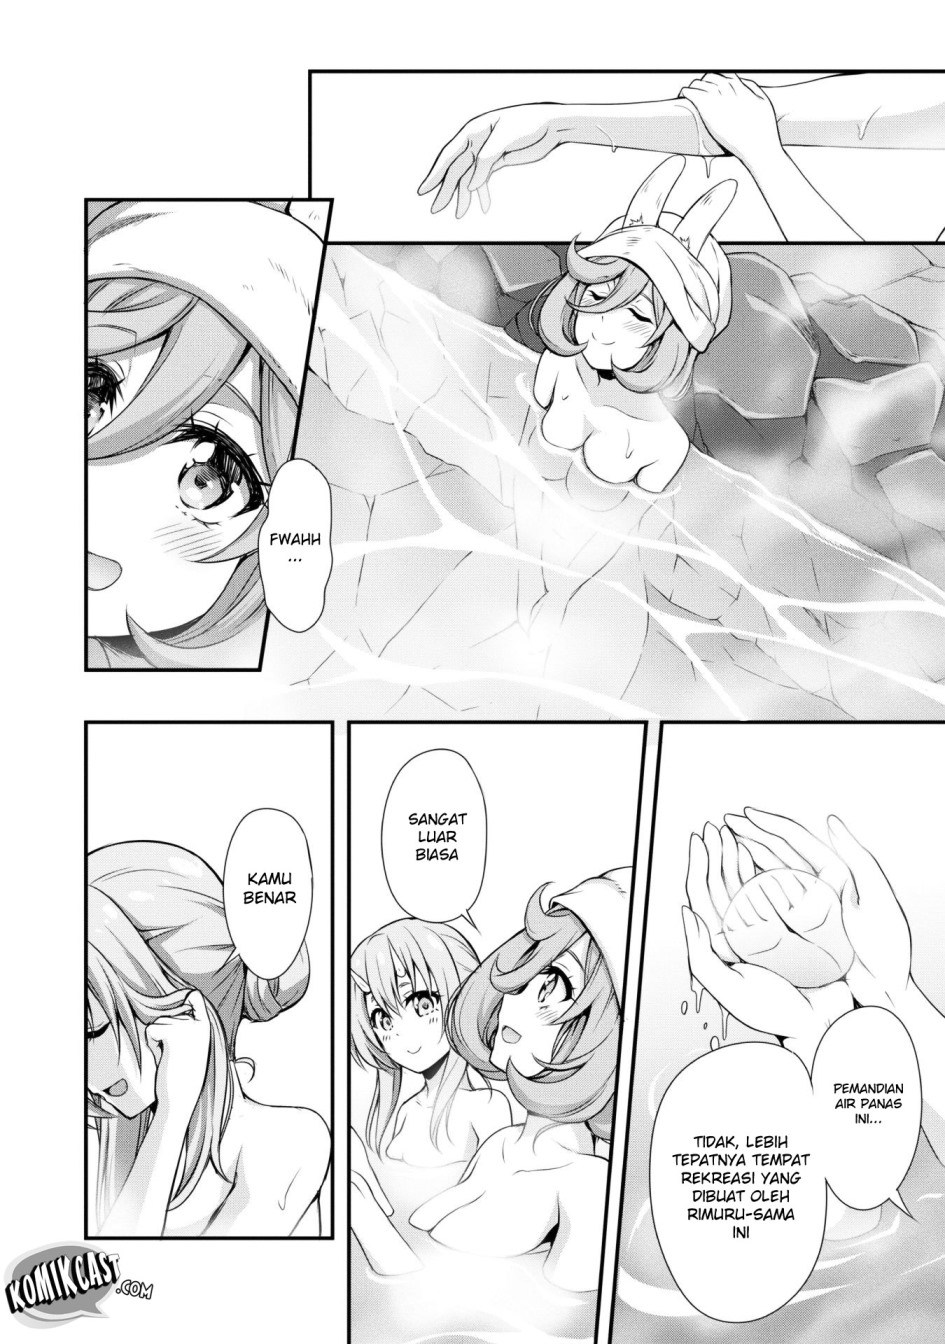 FWAHH
...
PEMANDIAN
AIR PANAS
INI...
TIDAK, LEBIH
TEPATNYA TEMPAT
REKREASI YANG
DIBUAT OLEH
RIMURU-SAMA
INI
SANGAT
LUAR
BIASA
KAMU
BENAR
KOMIKCAST.COM